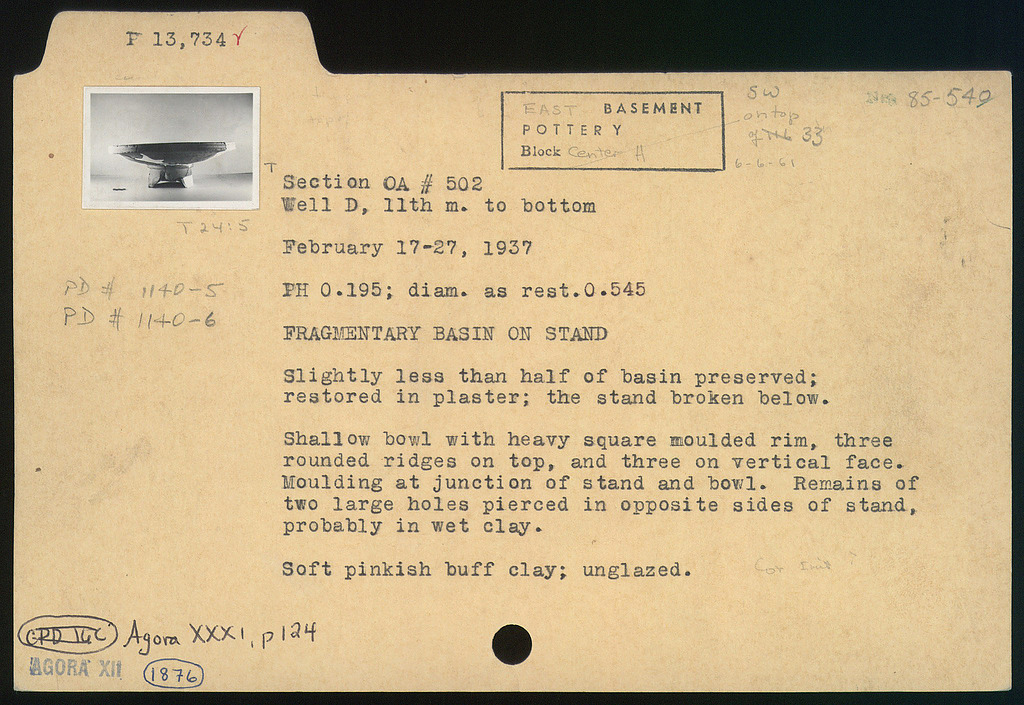 P 13,734 ✓
EAST BASEMENT
POTTERY
Block Center H
SW
on top
of 33
6-6-61
85-549
T
Section OA # 502
Well D, 11th m. to bottom
T 24:5
February 17-27, 1937
PD # 1140-5
PD # 1140-6
PH 0.195; diam. as rest.0.545
FRAGMENTARY BASIN ON STAND
Slightly less than half of basin preserved;
restored in plaster; the stand broken below.
Shallow bowl with heavy square moulded rim, three
rounded ridges on top, and three on vertical face.
Moulding at junction of stand and bowl. Remains of
two large holes pierced in opposite sides of stand,
probably in wet clay.
Soft pinkish buff clay; unglazed.
Agora XXXI, p 124
AGORA XII
1876